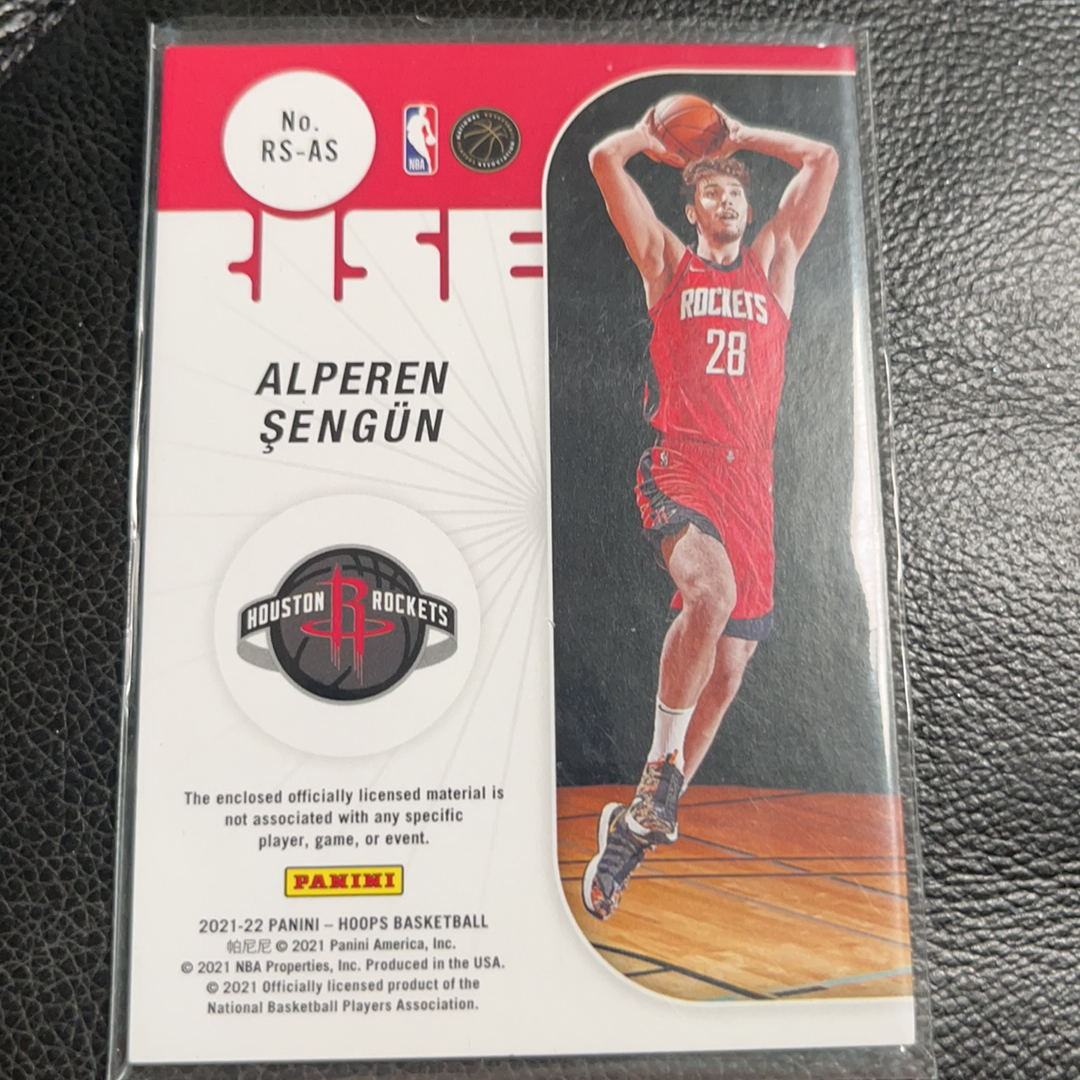 No.
RS-AS
NBA
ALPEREN
ŞENGÜN
HOUSTON ROCKETS
The enclosed officially licensed material is
not associated with any specific
player, game, or event.
PANINI
2021-22 PANINI – HOOPS BASKETBALL
帕尼尼 © 2021 Panini America, Inc.
© 2021 NBA Properties, Inc. Produced in the USA.
© 2021 Officially licensed product of the
National Basketball Players Association.
ROCKETS
28